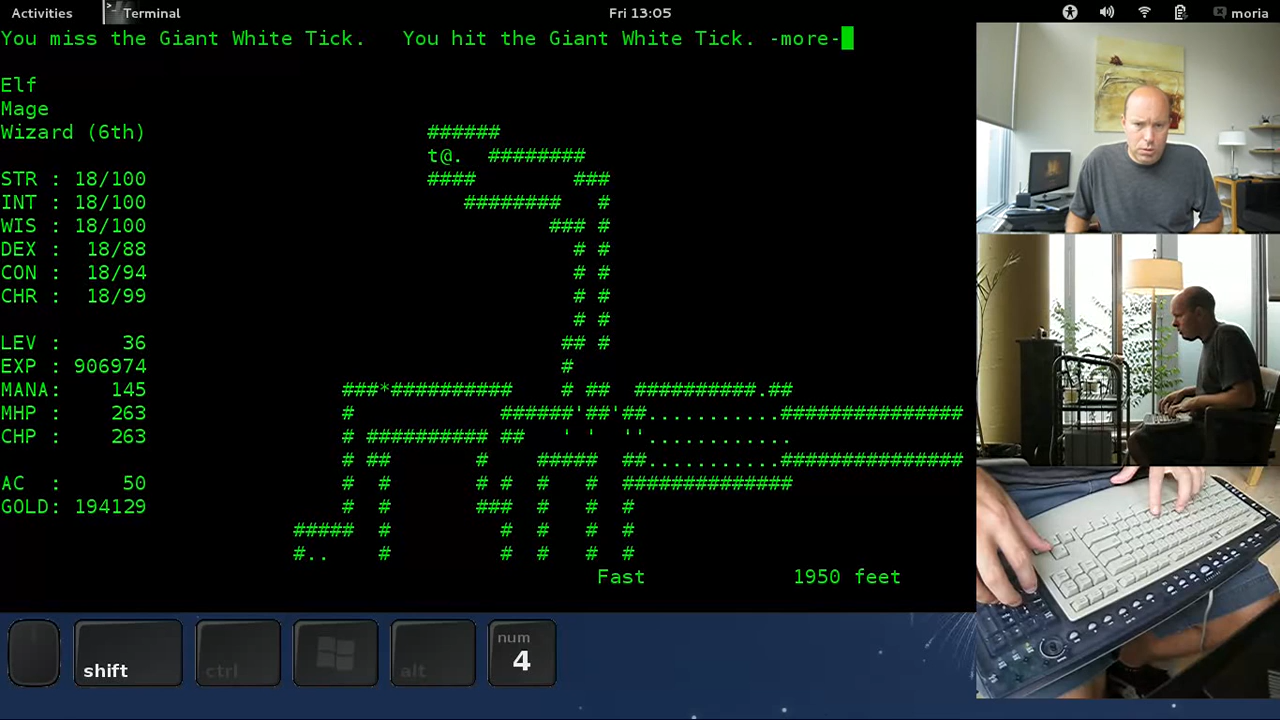 Activities Terminal Fri 13:05 moria
You miss the Giant White Tick. You hit the Giant White Tick. -more-
Elf
Mage
Wizard (6th) ######
t@. ########
STR : 18/100 #### ###
INT : 18/100 ######## #
WIS : 18/100 ### #
DEX : 18/88 # #
CON : 18/94 # #
CHR : 18/99 # #
# #
LEV : 36 ## #
EXP : 906974 #
MANA: 145 ###*########## # ## ##########.##
MHP : 263 # ######'##'##...........###############
CHP : 263 # ########## ## ' ' ''............
# ## # ##### ##...........###############
AC : 50 # # # # # # ##############
GOLD: 194129 # # ### # # #
##### # # # # #
#.. # # # # #
Fast 1950 feet
shift ctrl alt num
4